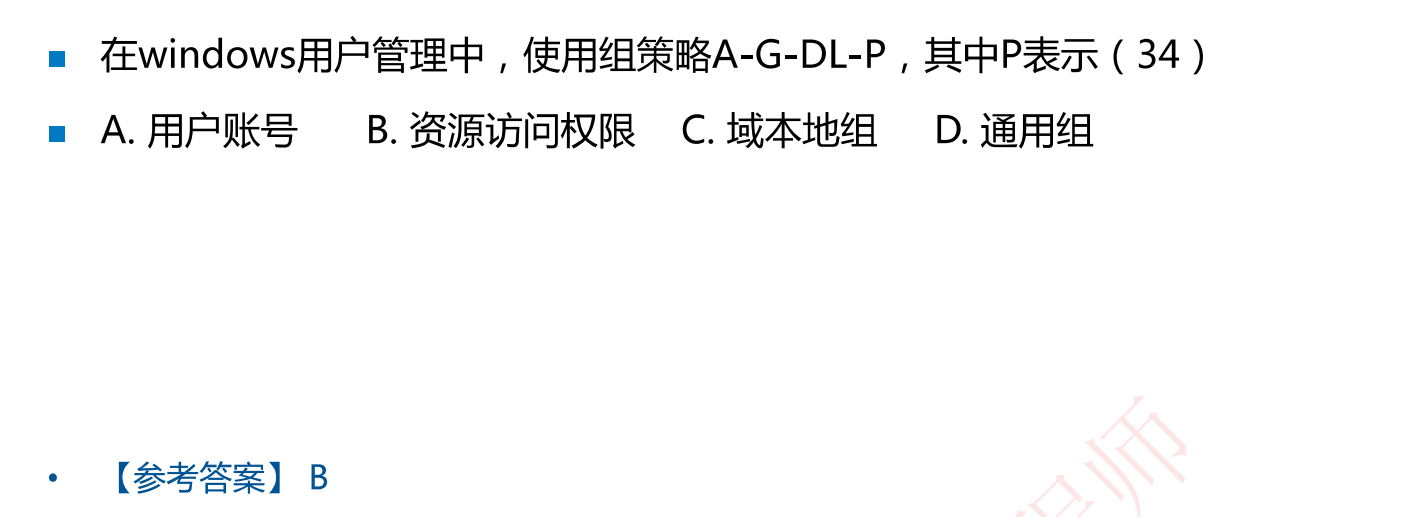 ■ 在windows用户管理中，使用组策略A-G-DL-P，其中P表示（34）
■ A. 用户账号 B. 资源访问权限 C. 域本地组 D. 通用组
• 【参考答案】 B
程师